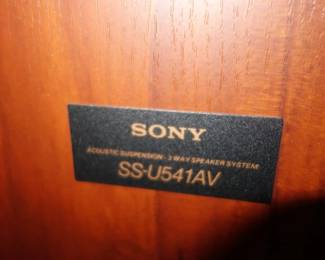 SONY
ACOUSTIC SUSPENSION · 3 WAY SPEAKER SYSTEM
SS-U541AV